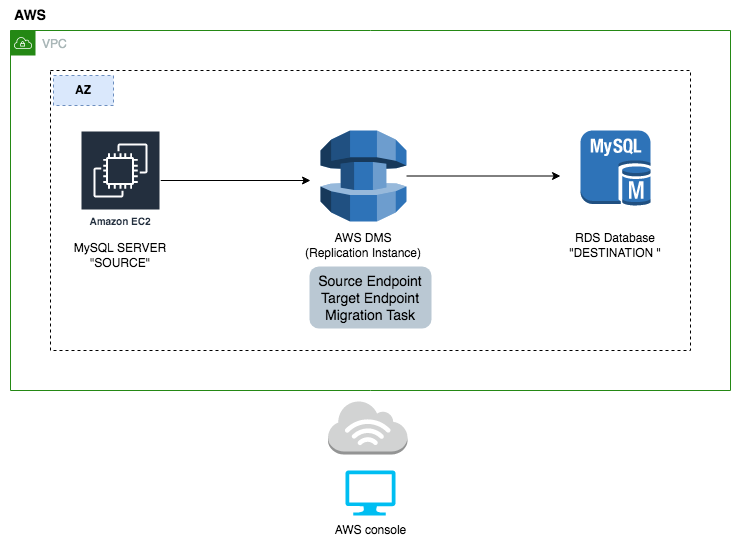 AWS
VPC
AZ
MySQL
M
Amazon EC2
MySQL SERVER
"SOURCE"
AWS DMS
(Replication Instance)
RDS Database
"DESTINATION "
Source Endpoint
Target Endpoint
Migration Task
AWS console